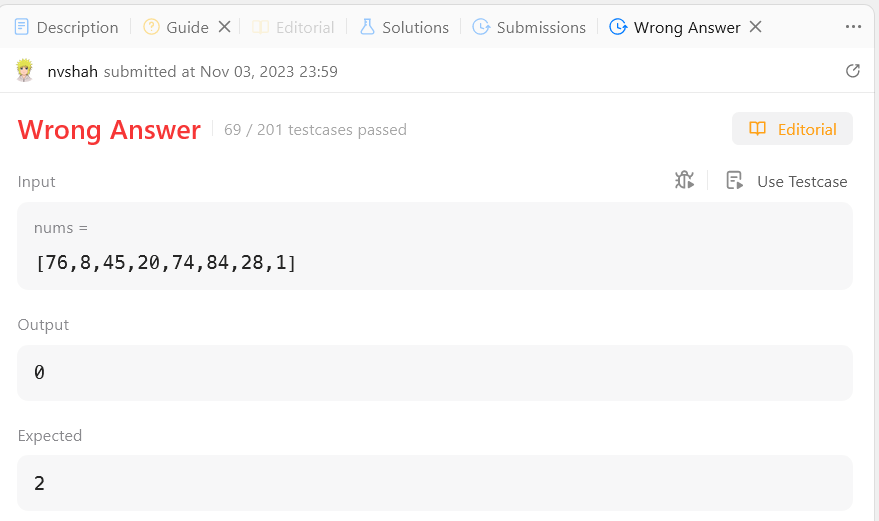 Description Guide Editorial Solutions Submissions Wrong Answer
nvshah submitted at Nov 03, 2023 23:59
Wrong Answer 69 / 201 testcases passed Editorial
Input Use Testcase
nums =
[76,8,45,20,74,84,28,1]
Output
0
Expected
2